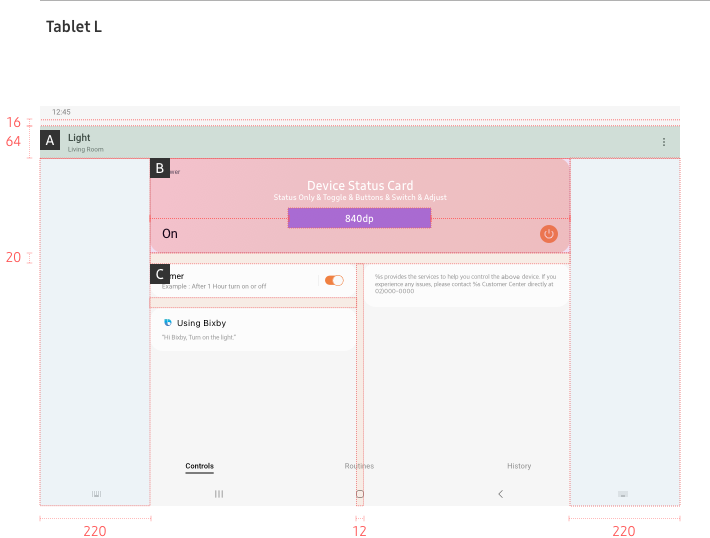 Tablet L
12:45
16
64
A
Light
Living Room
B
wer
Device Status Card
Status Only & Toggle & Buttons & Switch & Adjust
840dp
On
20
C
mer
Example : After 1 Hour turn on or off
%s provides the services to help you control the above device. If you
experience any issues, please contact %s Customer Center directly at
02)000-0000
Using Bixby
"Hi Bixby, Turn on the light."
Controls
Routines
History
220
12
220